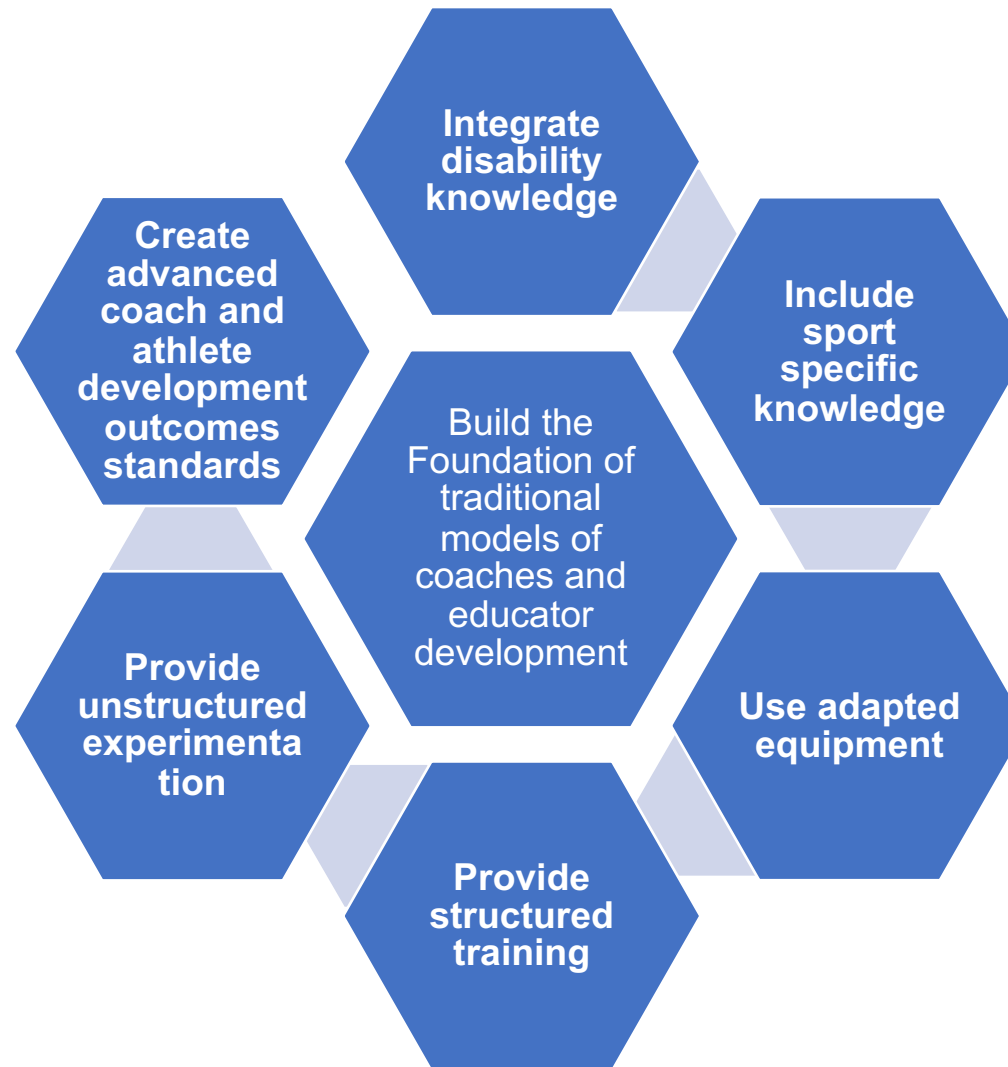 Integrate
disability
knowledge
Include
sport
specific
knowledge
Use adapted
equipment
Provide
structured
training
Provide
unstructured
experimenta
tion
Create
advanced
coach and
athlete
development
outcomes
standards
Build the
Foundation of
traditional
models of
coaches and
educator
development